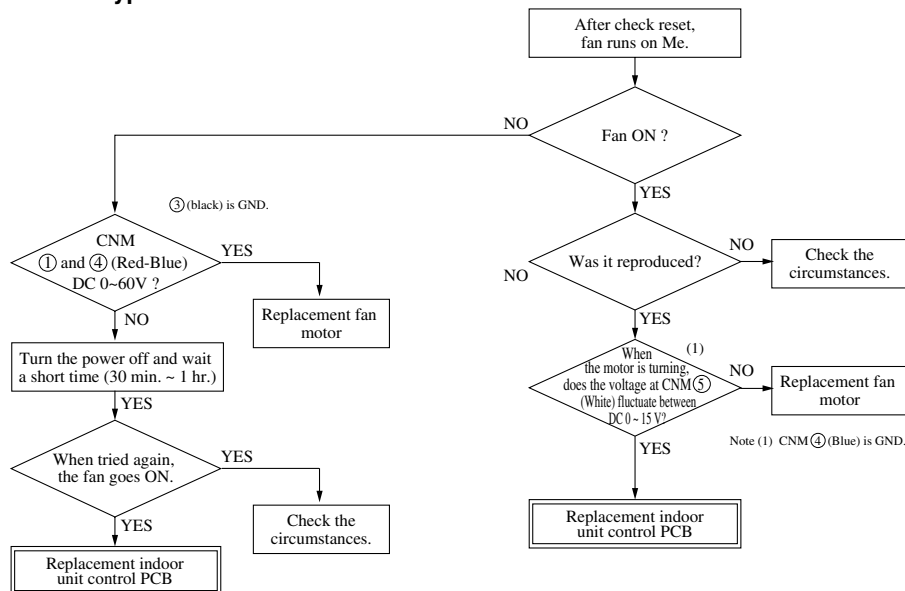 After check reset,
fan runs on Me.
NO
Fan ON ?
YES
③ (black) is GND.
CNM
① and ④ (Red-Blue)
DC 0~60V ?
YES
NO
Replacement fan
motor
Turn the power off and wait
a short time (30 min. ~ 1 hr.)
YES
When tried again,
the fan goes ON.
YES
YES
Check the
circumstances.
Replacement indoor
unit control PCB
NO
Was it reproduced?
NO
Check the
circumstances.
YES
(1)
When
the motor is turning,
does the voltage at CNM ⑤
(White) fluctuate between
DC 0 ~ 15 V?
NO
Replacement fan
motor
Note (1) CNM ④ (Blue) is GND.
YES
Replacement indoor
unit control PCB